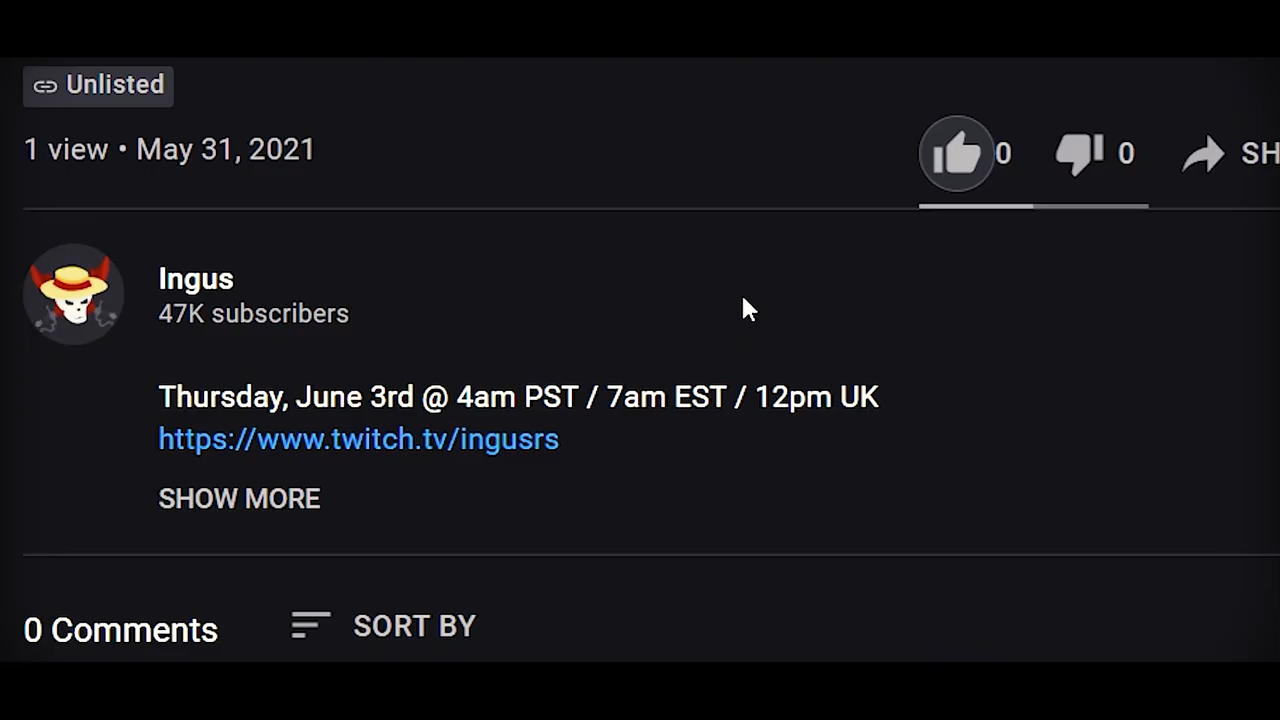 Unlisted
1 view • May 31, 2021
0
0
SH
Ingus
47K subscribers
Thursday, June 3rd @ 4am PST / 7am EST / 12pm UK
https://www.twitch.tv/ingusrs
SHOW MORE
0 Comments
SORT BY